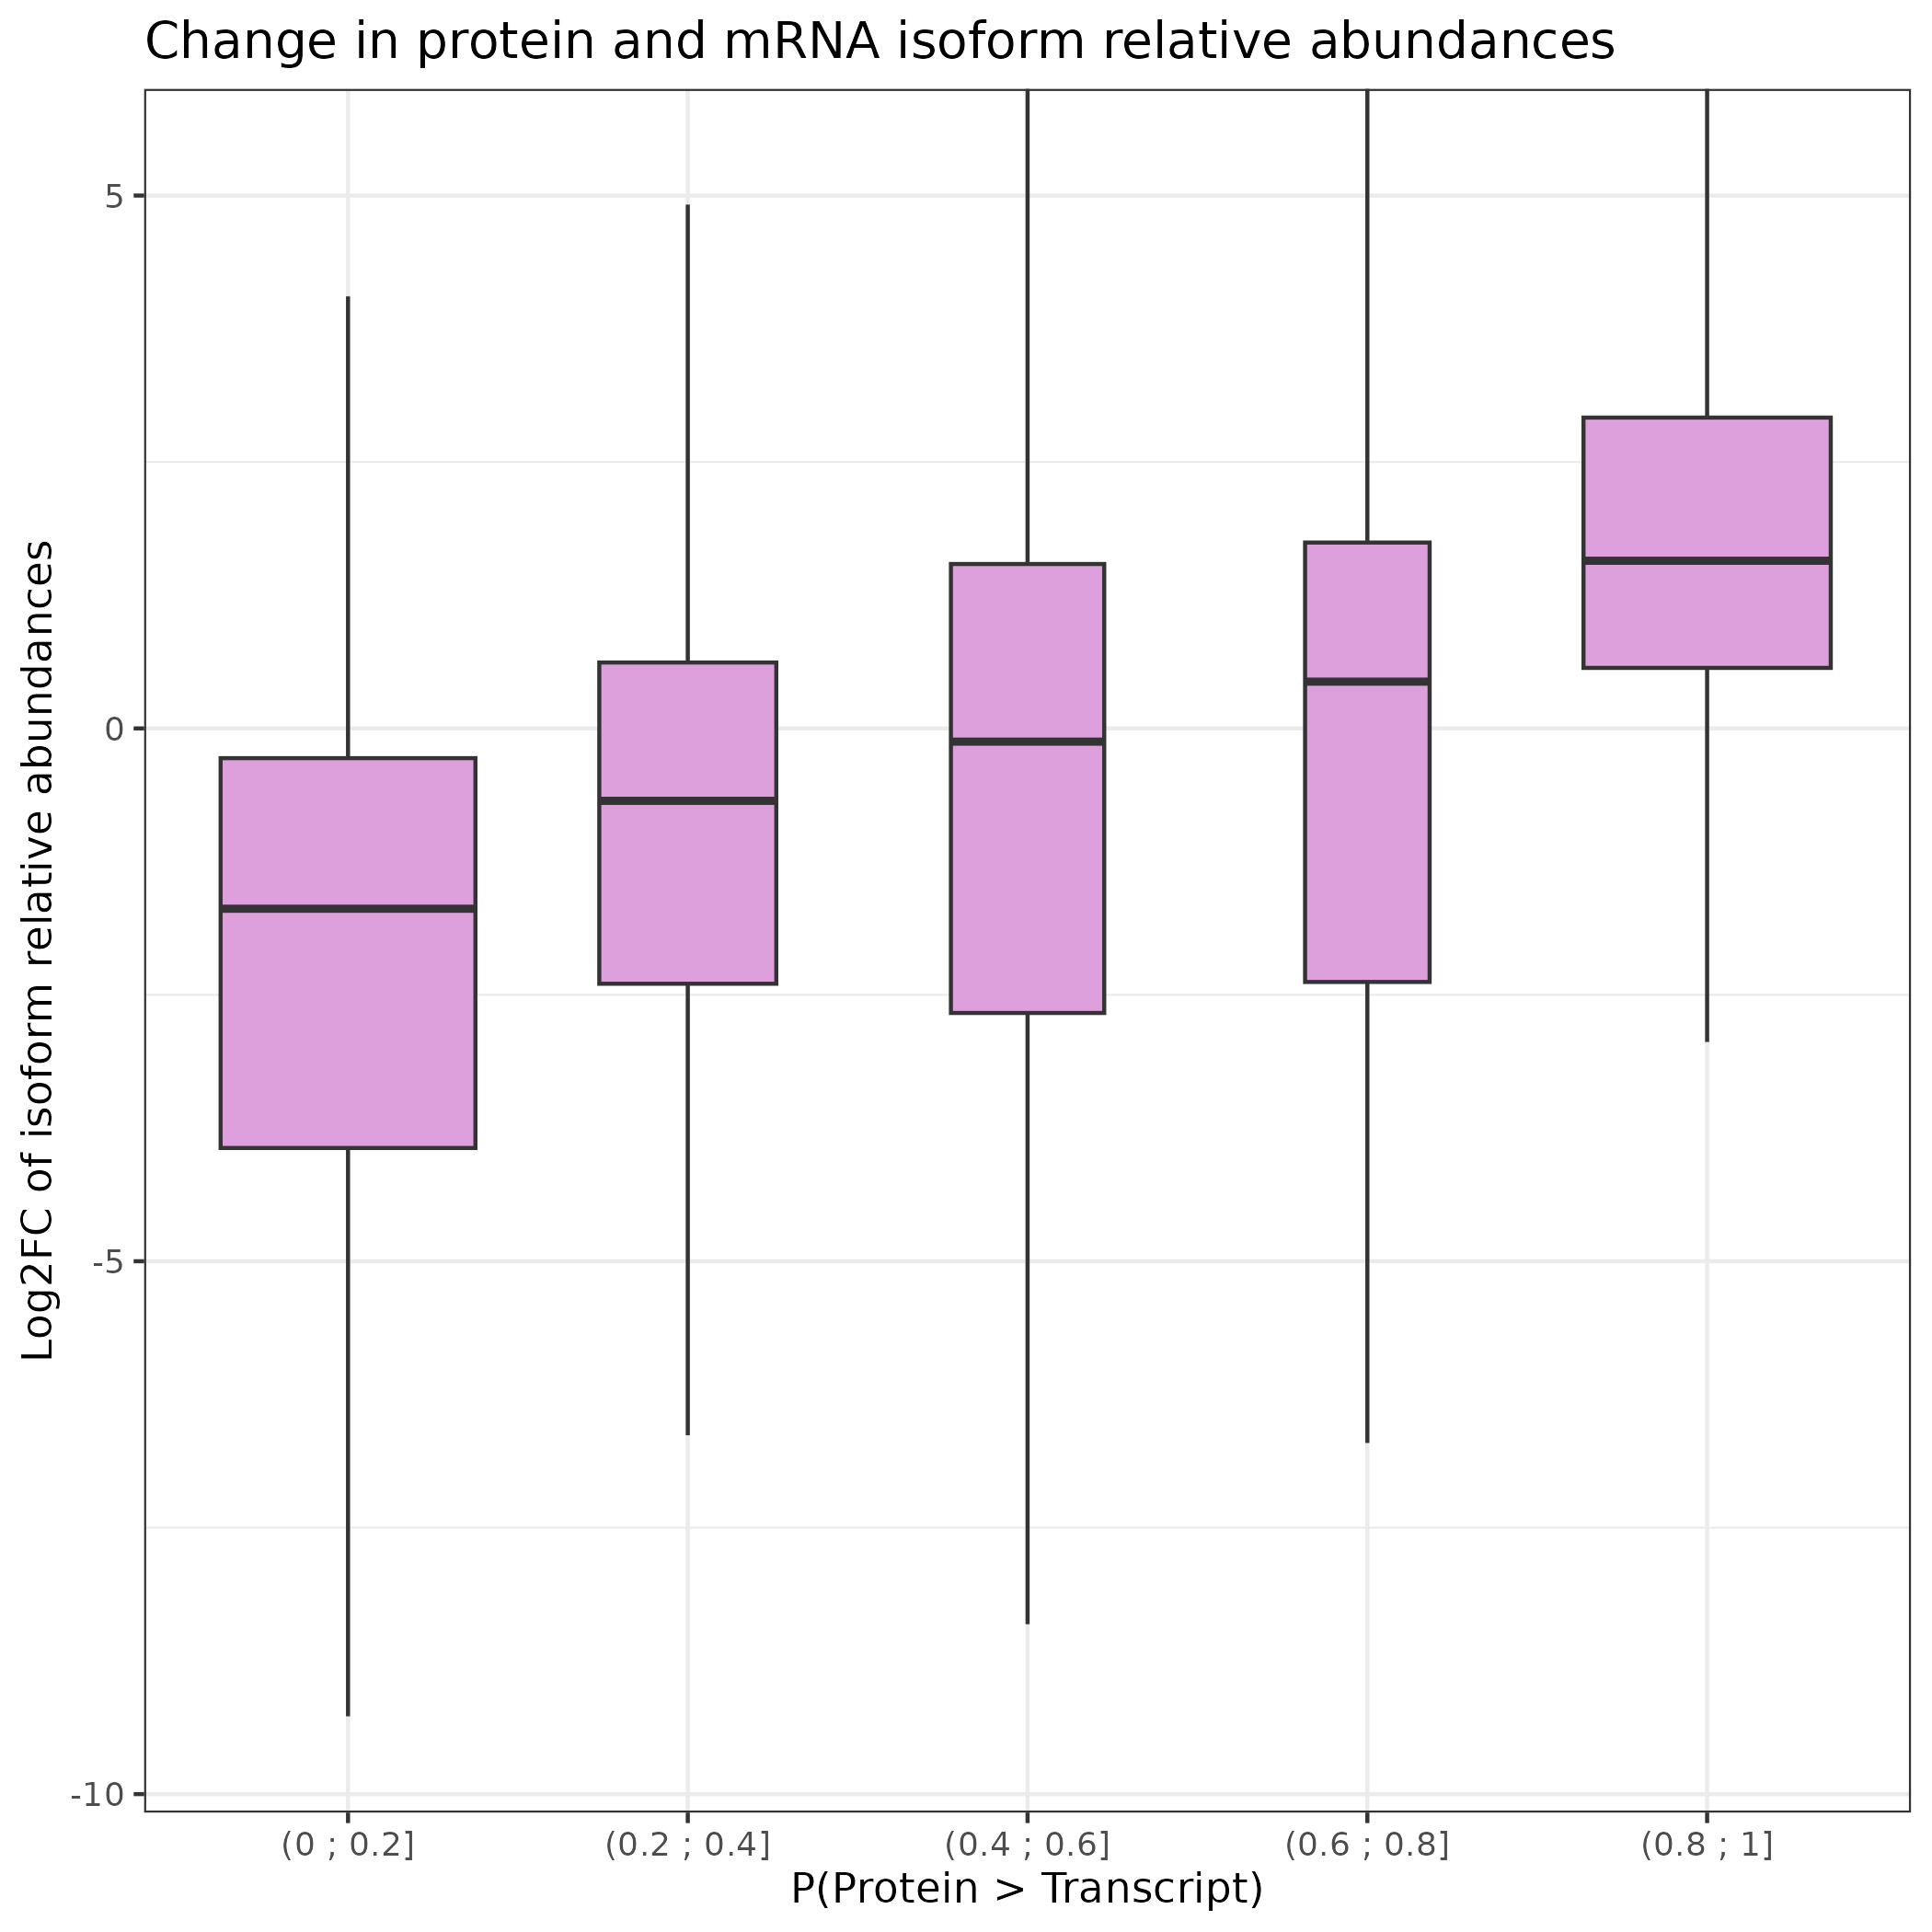 Change in protein and mRNA isoform relative abundances
Log2FC of isoform relative abundances
5
0
-5
-10
(0 ; 0.2]
(0.2 ; 0.4]
(0.4 ; 0.6]
(0.6 ; 0.8]
(0.8 ; 1]
P(Protein > Transcript)